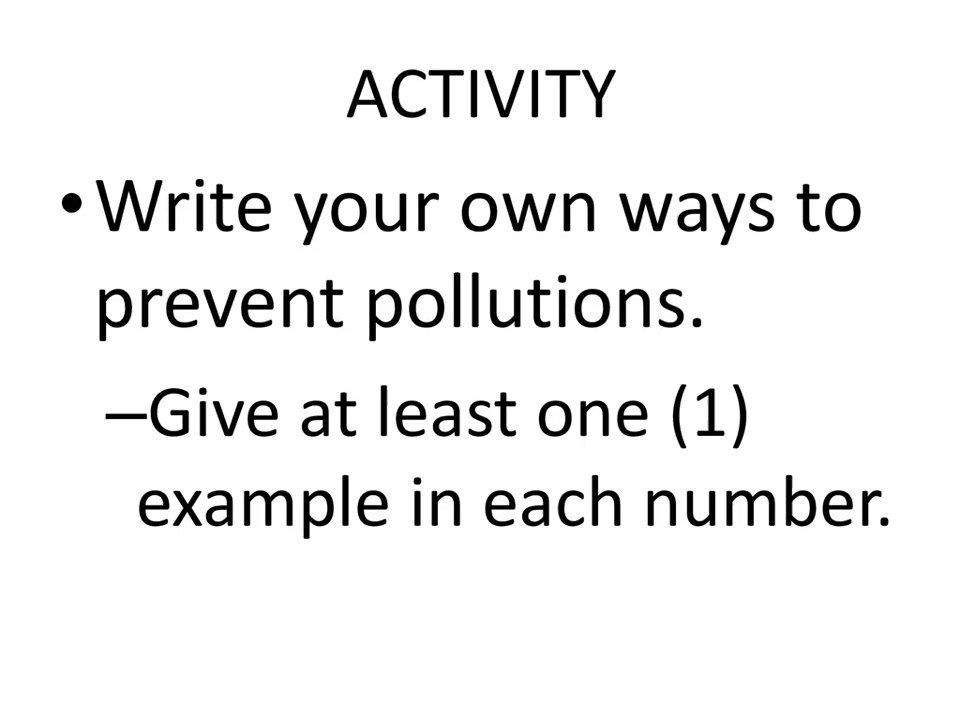 ACTIVITY
• Write your own ways to
prevent pollutions.
–Give at least one (1)
example in each number.